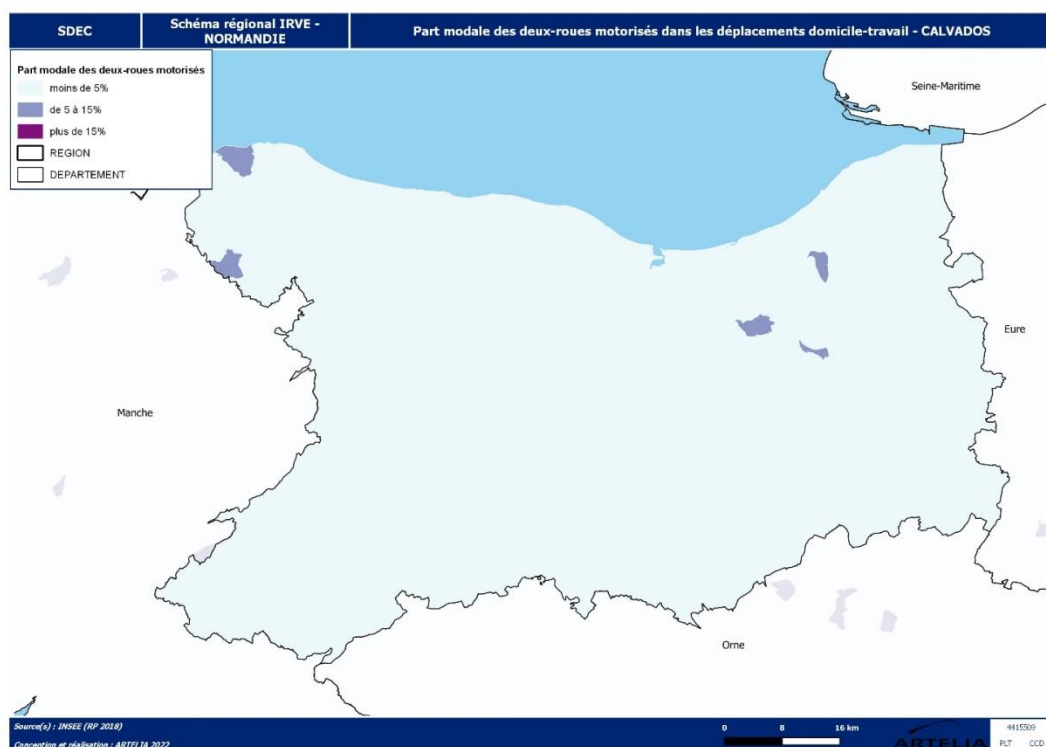 SDEC
Schéma régional IRVE -
NORMANDIE
Part modale des deux-roues motorisés dans les déplacements domicile-travail - CALVADOS
Part modale des deux-roues motorisés
moins de 5%
de 5 à 15%
plus de 15%
REGION
DEPARTEMENT
Seine-Maritime
Eure
Manche
Orne
Source(s) : INSEE (RP 2018)
Conception et réalisation : ARTELIA 2022
0 8 16 km
ARTELIA
4415509
PLT CCD